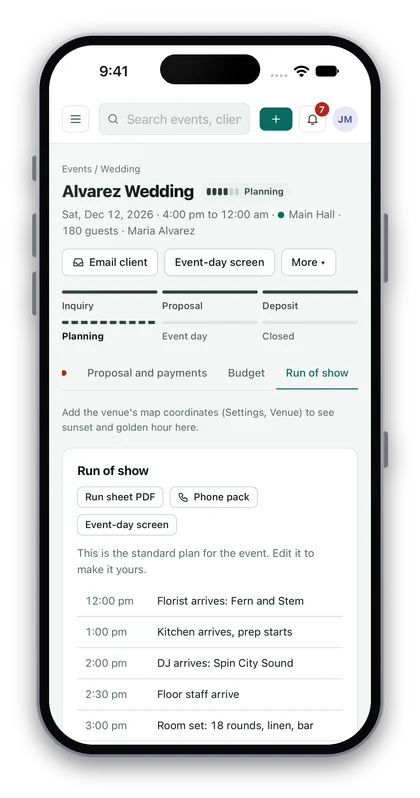 9:41
Search events, clien
+
7
JM
Events / Wedding
Alvarez Wedding
Planning
Sat, Dec 12, 2026 · 4:00 pm to 12:00 am · Main Hall ·
180 guests · Maria Alvarez
Email client
Event-day screen
More
Inquiry
Proposal
Deposit
Planning
Event day
Closed
Proposal and payments
Budget
Run of show
Add the venue's map coordinates (Settings, Venue) to see
sunset and golden hour here.
Run of show
Run sheet PDF
Phone pack
Event-day screen
This is the standard plan for the event. Edit it to
make it yours.
12:00 pm Florist arrives: Fern and Stem
1:00 pm Kitchen arrives, prep starts
2:00 pm DJ arrives: Spin City Sound
2:30 pm Floor staff arrive
3:00 pm Room set: 18 rounds, linen, bar